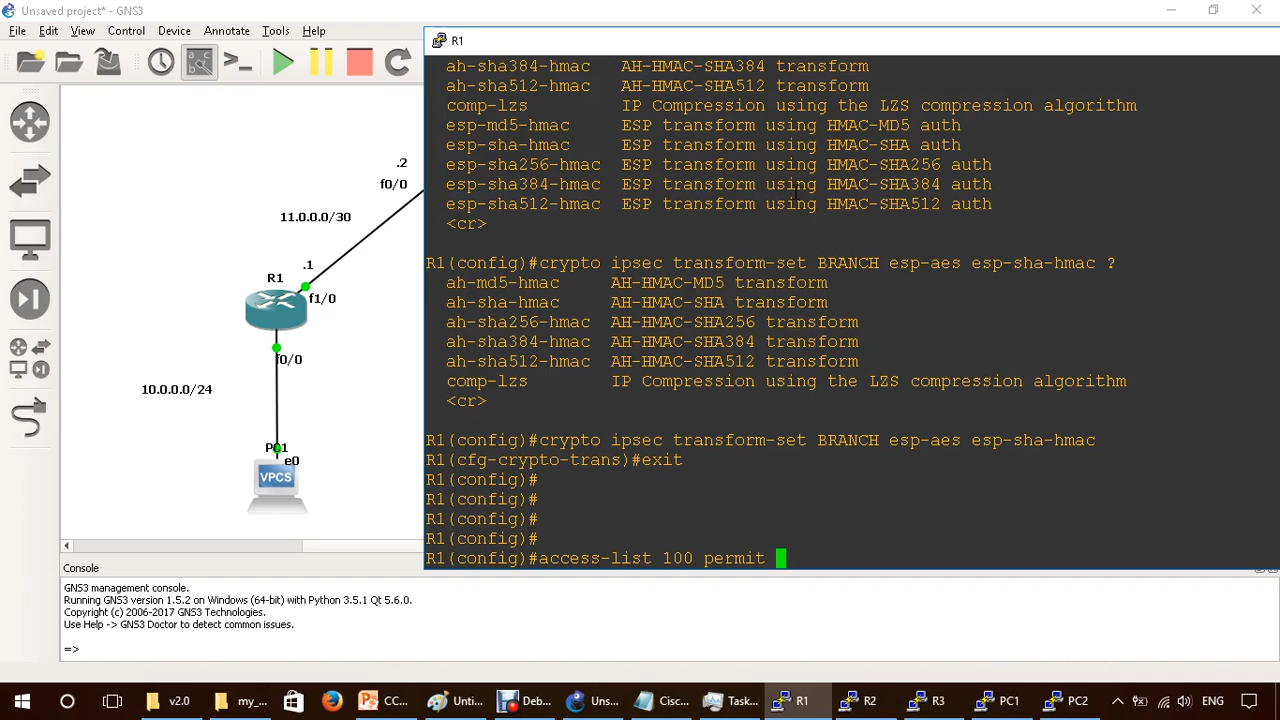 Unsaved project* - GNS3
File Edit View Control Device Annotate Tools Help
R1
ah-sha384-hmac AH-HMAC-SHA384 transform
ah-sha512-hmac AH-HMAC-SHA512 transform
comp-lzs IP Compression using the LZS compression algorithm
esp-md5-hmac ESP transform using HMAC-MD5 auth
esp-sha-hmac ESP transform using HMAC-SHA auth
esp-sha256-hmac ESP transform using HMAC-SHA256 auth
esp-sha384-hmac ESP transform using HMAC-SHA384 auth
esp-sha512-hmac ESP transform using HMAC-SHA512 auth
<cr>
R1(config)#crypto ipsec transform-set BRANCH esp-aes esp-sha-hmac ?
ah-md5-hmac AH-HMAC-MD5 transform
ah-sha-hmac AH-HMAC-SHA transform
ah-sha256-hmac AH-HMAC-SHA256 transform
ah-sha384-hmac AH-HMAC-SHA384 transform
ah-sha512-hmac AH-HMAC-SHA512 transform
comp-lzs IP Compression using the LZS compression algorithm
<cr>
R1(config)#crypto ipsec transform-set BRANCH esp-aes esp-sha-hmac
R1(cfg-crypto-trans)#exit
R1(config)#
R1(config)#
R1(config)#
R1(config)#
R1(config)#access-list 100 permit
.2
f0/0
11.0.0.0/30
.1
R1
f1/0
f0/0
10.0.0.0/24
PC1
e0
VPCS
Console
GNS3 management console.
Running GNS3 version 1.5.2 on Windows (64-bit) with Python 3.5.1 Qt 5.6.0.
Copyright (c) 2006-2017 GNS3 Technologies.
Use Help -> GNS3 Doctor to detect common issues.
=>
v2.0 my_... CC... Unti... Deb... Uns... Cisc... Task... R1 R2 R3 PC1 PC2 ENG